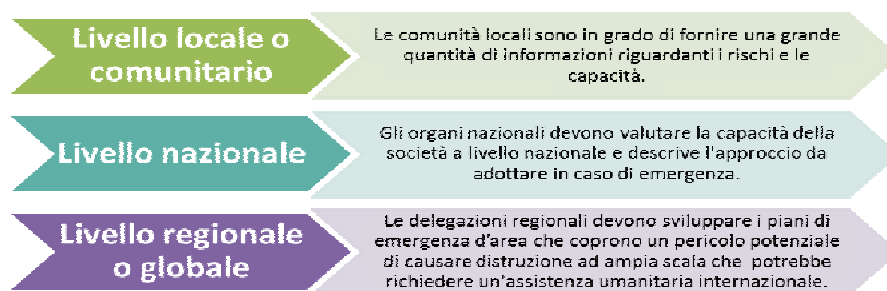 Livello locale o
comunitario
Le comunità locali sono in grado di fornire una grande
quantità di informazioni riguardanti i rischi e le
capacità.
Livello nazionale
Gli organi nazionali devono valutare la capacità della
società a livello nazionale e descrive l'approccio da
adottare in caso di emergenza.
Livello regionale
o globale
Le delegazioni regionali devono sviluppare i piani di
emergenza d'area che coprono un pericolo potenziale
di causare distruzione ad ampia scala che potrebbe
richiedere un'assistenza umanitaria internazionale.